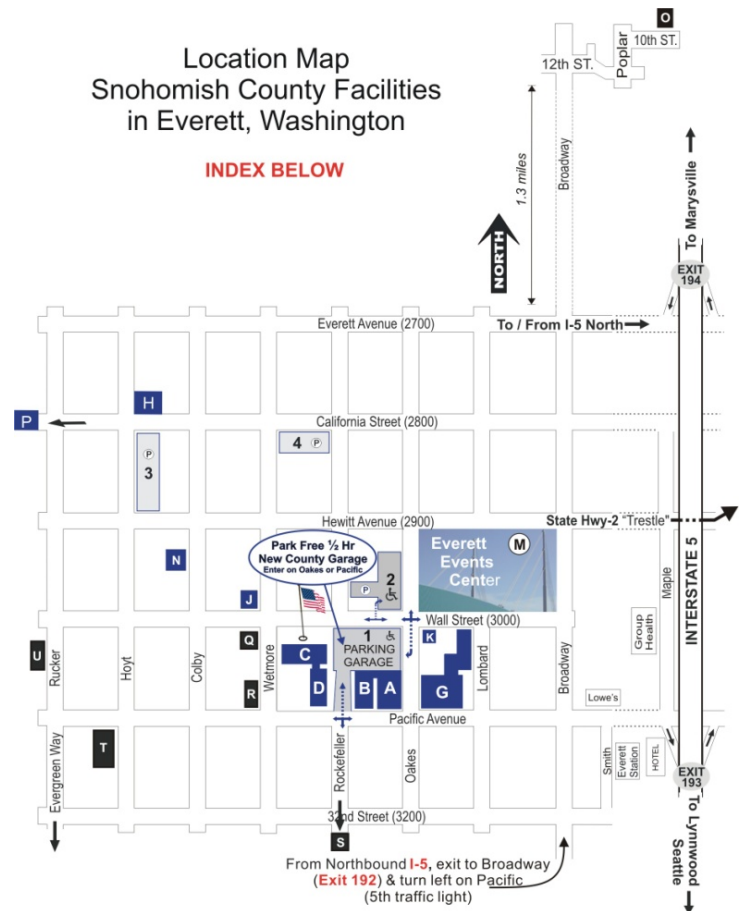 Location Map
Snohomish County Facilities
in Everett, Washington
INDEX BELOW
O
10th ST.
Poplar
12th ST.
1.3 miles
Broadway
To Marysville
NORTH
EXIT
194
Everett Avenue (2700)
To / From I-5 North
H
P
California Street (2800)
P
3
4 P
Hewitt Avenue (2900)
State Hwy-2 "Trestle"
Park Free ½ Hr
New County Garage
Enter on Oakes or Pacific
Everett
Events
Center
M
N
2
P
J
Maple
INTERSTATE 5
Wall Street (3000)
U
Rucker
Hoyt
Colby
Q
R
Wetmore
C
D
1
PARKING
GARAGE
B
A
K
G
Lombard
Broadway
Group
Health
Lowe's
Pacific Avenue
T
Evergreen Way
Rockefeller
Oakes
Smith
Everett
Station
HOTEL
EXIT
193
32nd Street (3200)
S
To Lynnwood
Seattle
From Northbound I-5, exit to Broadway
(Exit 192) & turn left on Pacific
(5th traffic light)